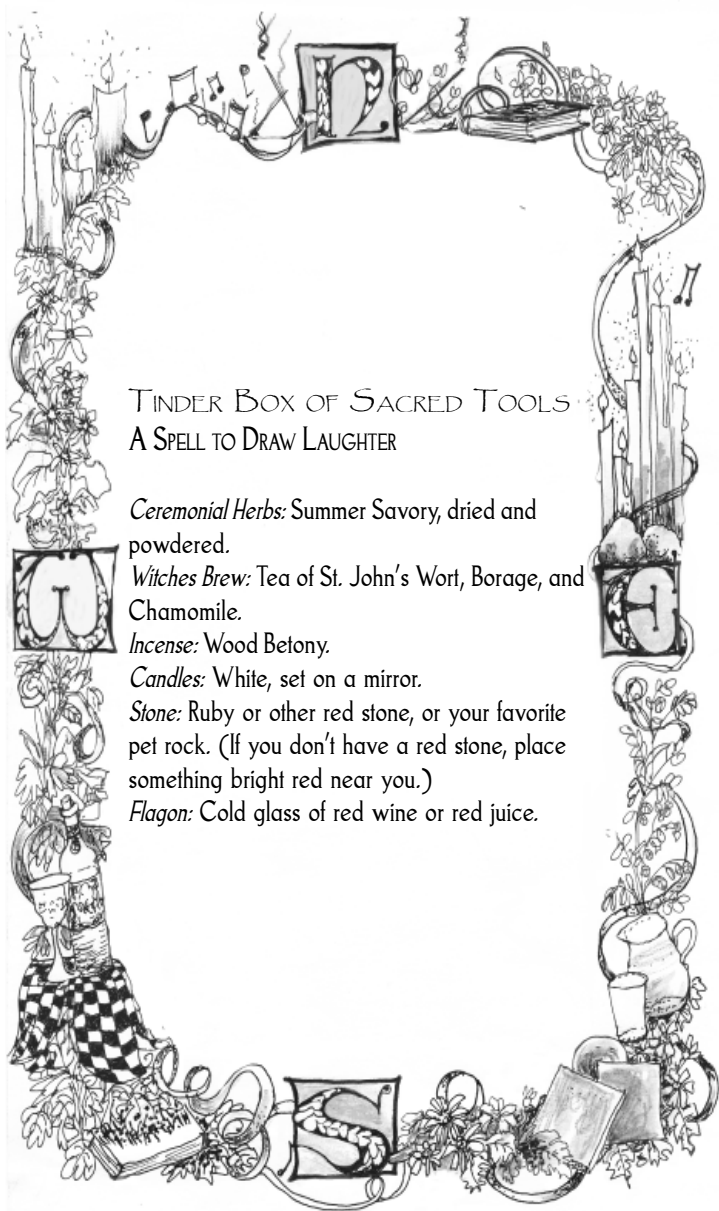 n
TINDER BOX OF SACRED TOOLS
A SPELL TO DRAW LAUGHTER
Ceremonial Herbs: Summer Savory, dried and
powdered.
Witches Brew: Tea of St. John's Wort, Borage, and
Chamomile.
Incense: Wood Betony.
Candles: White, set on a mirror.
Stone: Ruby or other red stone, or your favorite
pet rock. (If you don't have a red stone, place
something bright red near you.)
Flagon: Cold glass of red wine or red juice.
W
E
S